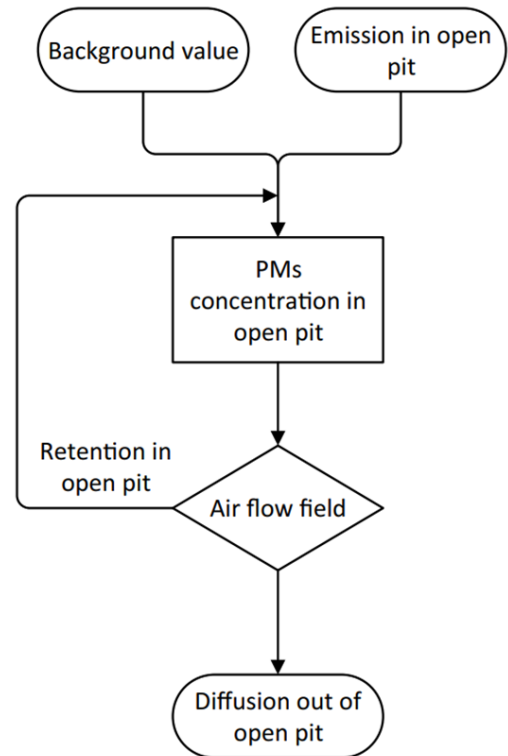 Background value
Emission in open
pit
PMs
concentration in
open pit
Retention in
open pit
Air flow field
Diffusion out of
open pit